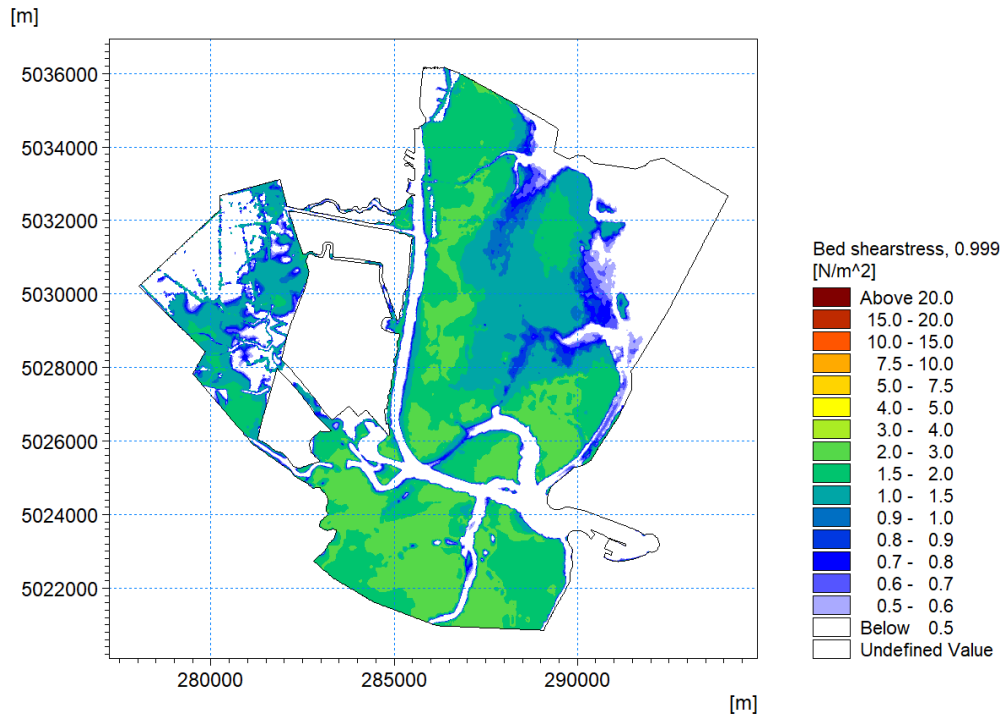 [m]
5036000
5034000
5032000
5030000
5028000
5026000
5024000
5022000
280000 285000 290000
[m]
Bed shearstress, 0.999
[N/m^2]
Above 20.0
15.0 - 20.0
10.0 - 15.0
7.5 - 10.0
5.0 - 7.5
4.0 - 5.0
3.0 - 4.0
2.0 - 3.0
1.5 - 2.0
1.0 - 1.5
0.9 - 1.0
0.8 - 0.9
0.7 - 0.8
0.6 - 0.7
0.5 - 0.6
Below 0.5
Undefined Value